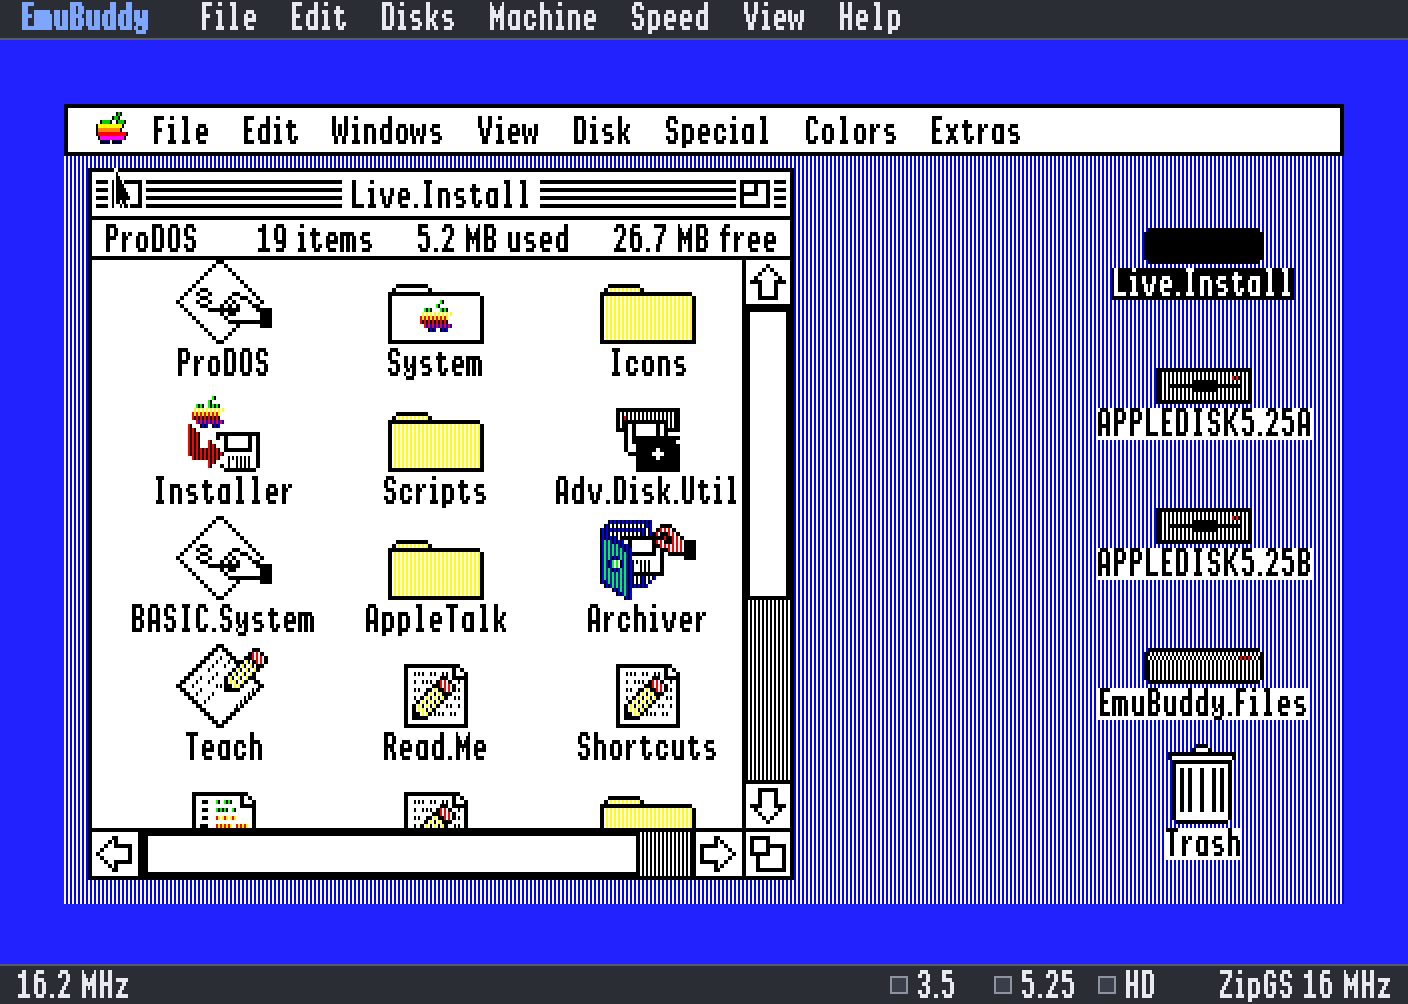 EmuBuddy File Edit Disks Machine Speed View Help
File Edit Windows View Disk Special Colors Extras
Live.Install
ProDOS 19 items 5.2 MB used 26.7 MB free
ProDOS System Icons
Installer Scripts Adv.Disk.Util
BASIC.System AppleTalk Archiver
Teach Read.Me Shortcuts
Live.Install
APPLEDISK5.25A
APPLEDISK5.25B
EmuBuddy.Files
Trash
16.2 MHz 3.5 5.25 HD ZipGS 16 MHz